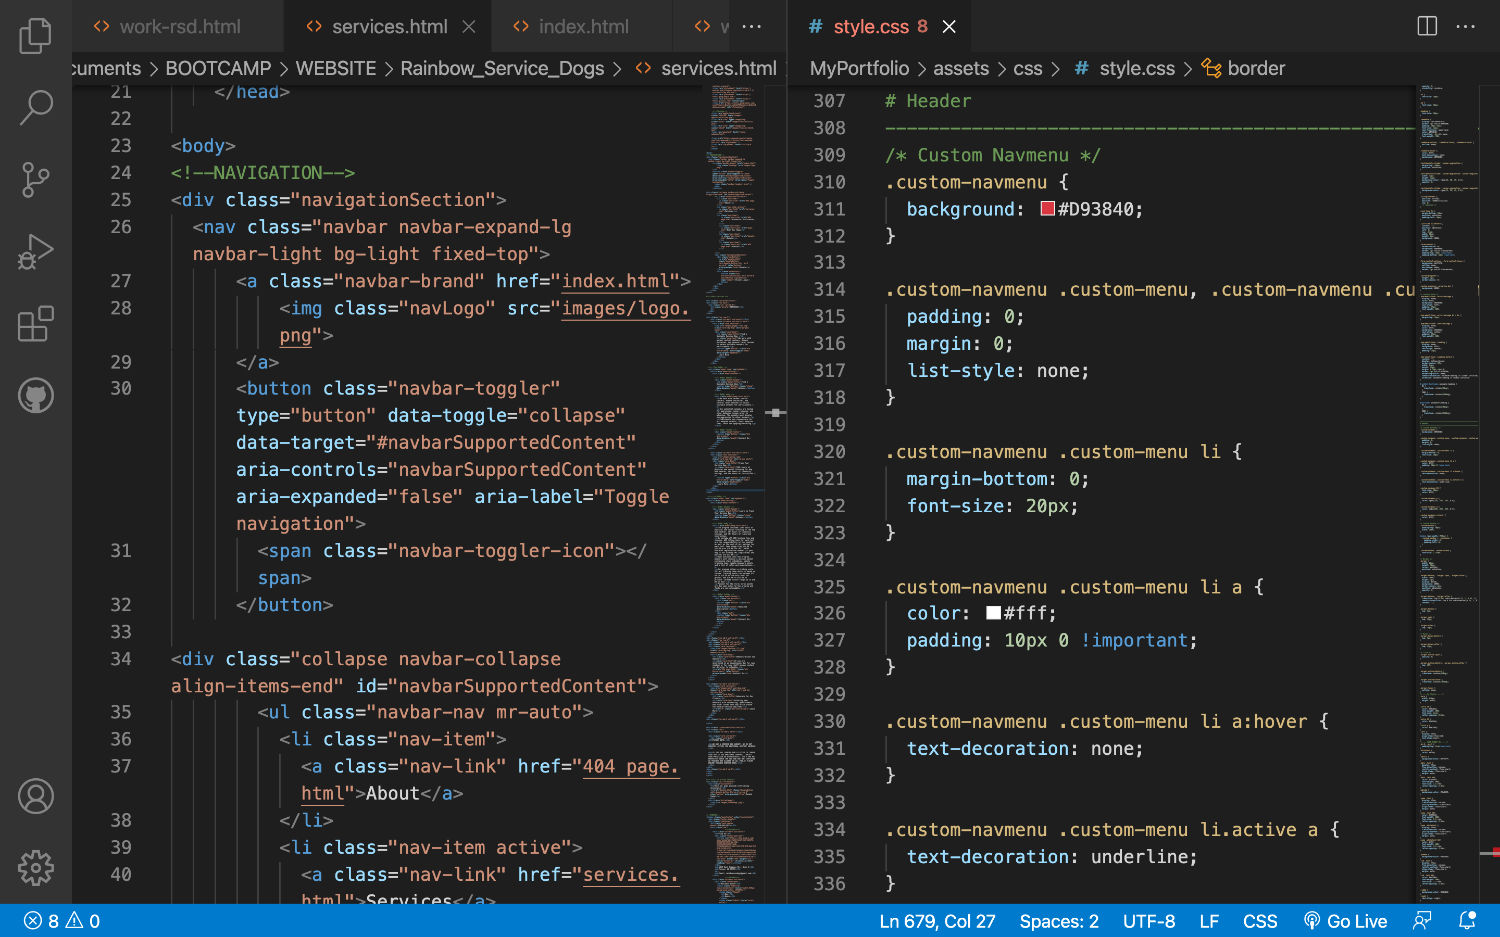 work-rsd.html
services.html
index.html
style.css 8
cuments > BOOTCAMP > WEBSITE > Rainbow_Service_Dogs > services.html
MyPortfolio > assets > css > # style.css > border
21 </head>
22
23 <body>
24 <!--NAVIGATION-->
25 <div class="navigationSection">
26 <nav class="navbar navbar-expand-lg
navbar-light bg-light fixed-top">
27 <a class="navbar-brand" href="index.html">
28 <img class="navLogo" src="images/logo.
png">
29 </a>
30 <button class="navbar-toggler"
type="button" data-toggle="collapse"
data-target="#navbarSupportedContent"
aria-controls="navbarSupportedContent"
aria-expanded="false" aria-label="Toggle
navigation">
31 <span class="navbar-toggler-icon"></
span>
32 </button>
33
34 <div class="collapse navbar-collapse
align-items-end" id="navbarSupportedContent">
35 <ul class="navbar-nav mr-auto">
36 <li class="nav-item">
37 <a class="nav-link" href="404 page.
html">About</a>
38 </li>
39 <li class="nav-item active">
40 <a class="nav-link" href="services.
html">Services</a>
307 # Header
308 --------------------------------------------------
309 /* Custom Navmenu */
310 .custom-navmenu {
311 background: #D93840;
312 }
313
314 .custom-navmenu .custom-menu, .custom-navmenu .cu
315 padding: 0;
316 margin: 0;
317 list-style: none;
318 }
319
320 .custom-navmenu .custom-menu li {
321 margin-bottom: 0;
322 font-size: 20px;
323 }
324
325 .custom-navmenu .custom-menu li a {
326 color: #fff;
327 padding: 10px 0 !important;
328 }
329
330 .custom-navmenu .custom-menu li a:hover {
331 text-decoration: none;
332 }
333
334 .custom-navmenu .custom-menu li.active a {
335 text-decoration: underline;
336 }
8 0
Ln 679, Col 27 Spaces: 2 UTF-8 LF CSS Go Live